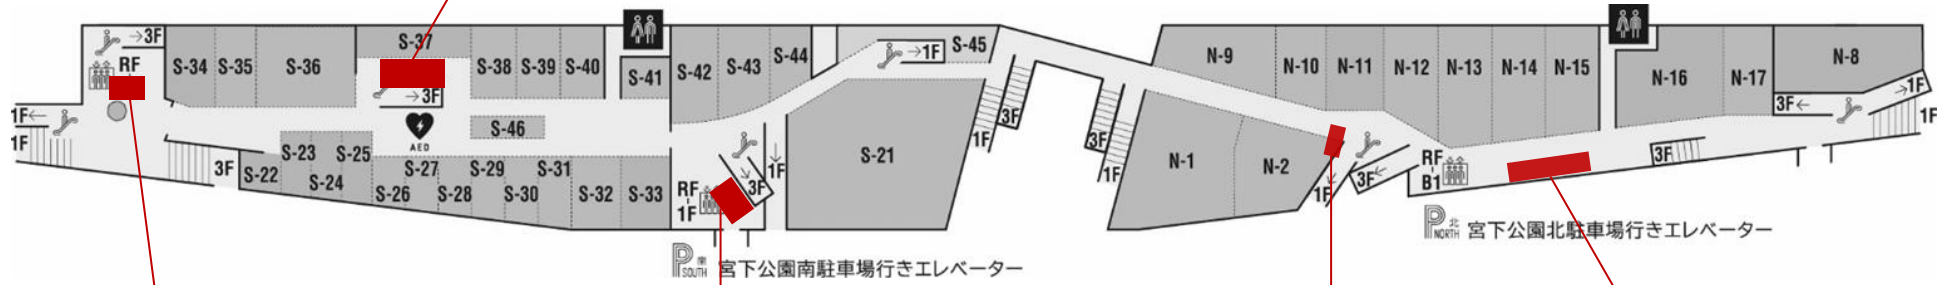 →3F
RF
1F←
1F
3F
S-34
S-35
S-36
S-37
→3F
AED
S-38
S-39
S-40
S-41
S-46
S-22
S-23
S-24
S-25
S-26
S-27
S-28
S-29
S-30
S-31
S-32
S-33
S-42
S-43
S-44
→1F
S-45
→1F
→3F
RF
1F
S-21
1F
3F
3F
1F
P 南 SOUTH 宮下公園南駐車場行きエレベーター
N-9
N-10
N-11
N-12
N-13
N-14
N-15
N-16
N-17
N-8
N-1
N-2
1F←
3F←
RF
B1
3F
3F←
→1F
1F
P 北 NORTH 宮下公園北駐車場行きエレベーター